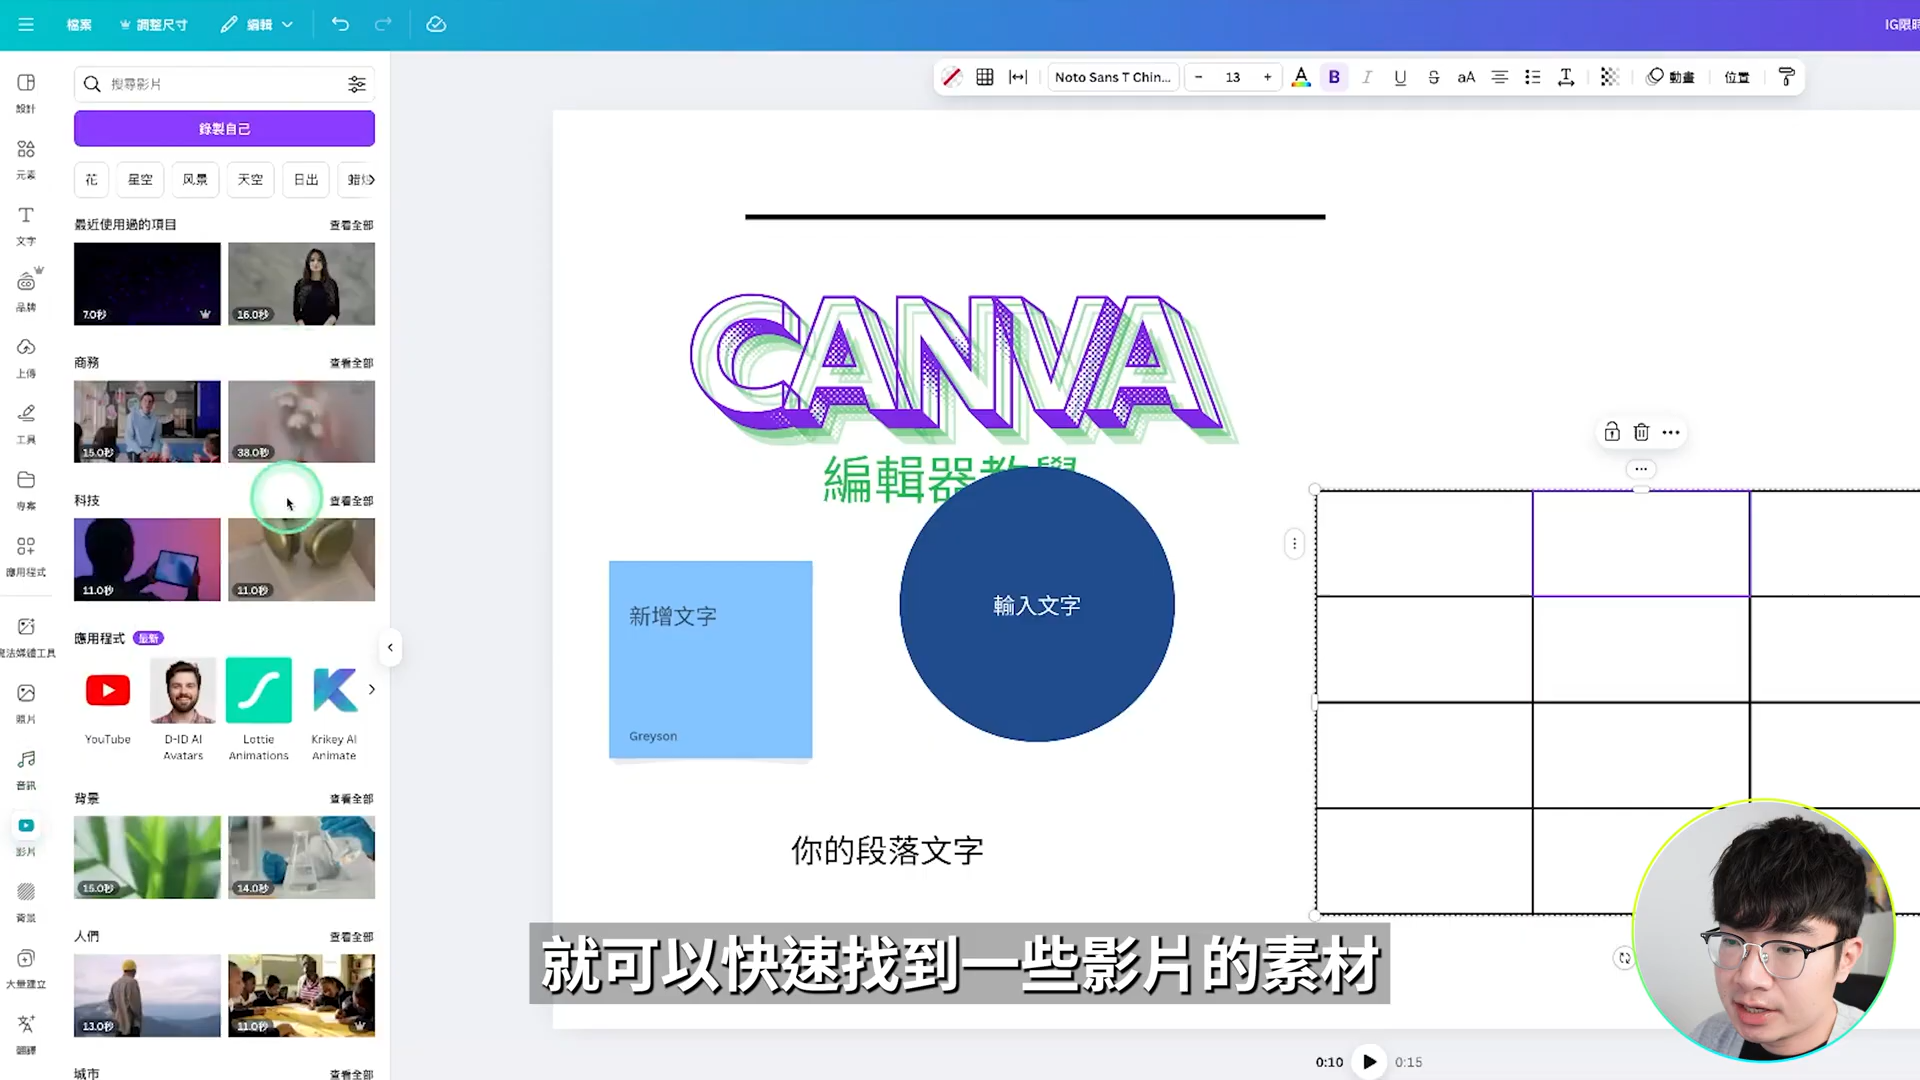 檔案
調整尺寸
編輯
設計
元素
文字
品牌
上傳
工具
專案
應用程式
照片
音訊
影片
背景
大量建立
翻譯
搜尋影片
錄製自己
花
星空
风景
天空
日出
最近使用過的項目
查看全部
7.0秒
16.0秒
商務
查看全部
15.0秒
38.0秒
科技
查看全部
11.0秒
11.0秒
應用程式
最新
YouTube
D-ID AI
Avatars
Lottie
Animations
Krikey AI
Animate
背景
查看全部
15.0秒
14.0秒
人們
查看全部
13.0秒
11.0秒
城市
查看全部
Noto Sans T Chin...
13
B
aA
動畫
位置
CANVA
新增文字
Greyson
輸入文字
你的段落文字
就可以快速找到一些影片的素材
0:10
0:15